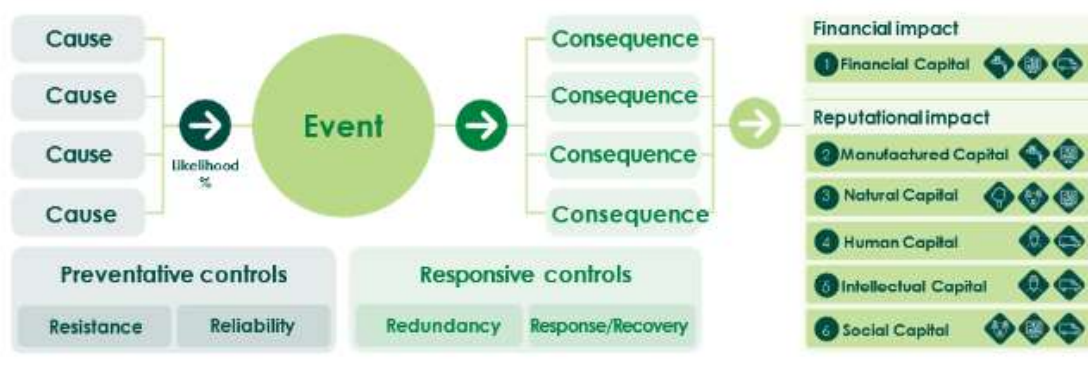 Cause
Cause
Cause
Cause
likelihood
%
Event
Consequence
Consequence
Consequence
Consequence
Preventative controls
Resistance
Reliability
Responsive controls
Redundancy
Response/Recovery
Financial impact
1 Financial Capital
Reputational impact
2 Manufactured Capital
3 Natural Capital
4 Human Capital
5 Intellectual Capital
6 Social Capital